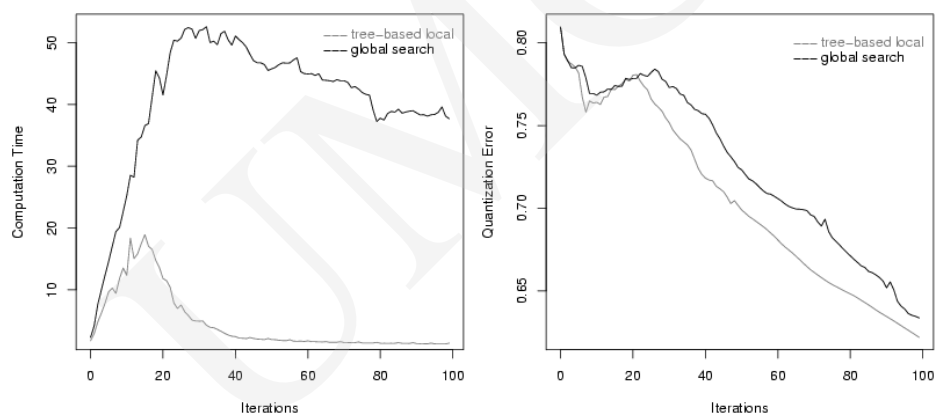 Computation Time
50
40
30
20
10
tree-based local
global search
0 20 40 60 80 100
Iterations
Quantization Error
0.80
0.75
0.70
0.65
tree-based local
global search
0 20 40 60 80 100
Iterations